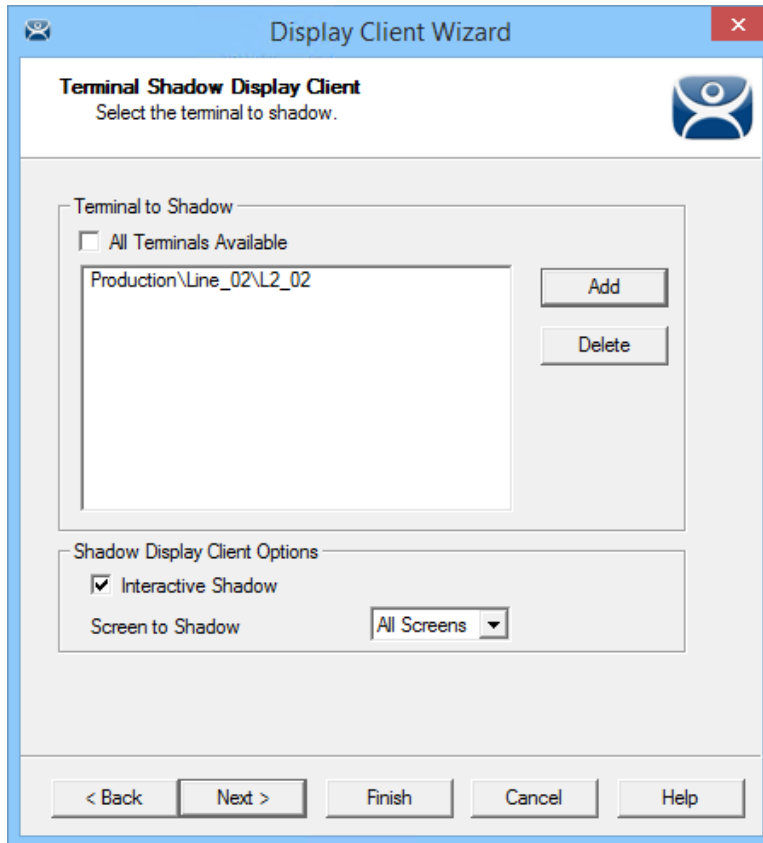 Display Client Wizard
Terminal Shadow Display Client
Select the terminal to shadow.
Terminal to Shadow
All Terminals Available
Production\Line_02\L2_02
Add
Delete
Shadow Display Client Options
Interactive Shadow
Screen to Shadow
All Screens
< Back
Next >
Finish
Cancel
Help